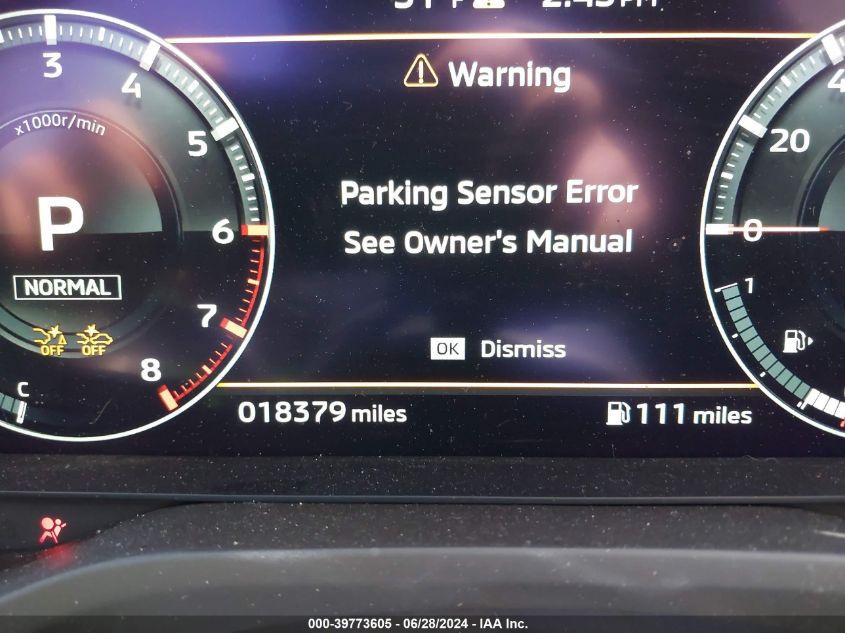 Warning
3
4
x1000r/min
5
20
Parking Sensor Error
P
6
0
See Owner's Manual
NORMAL
1
7
OFF OFF
OK Dismiss
8
C
018379 miles
111 miles
000-39773605 - 06/28/2024 - IAA Inc.